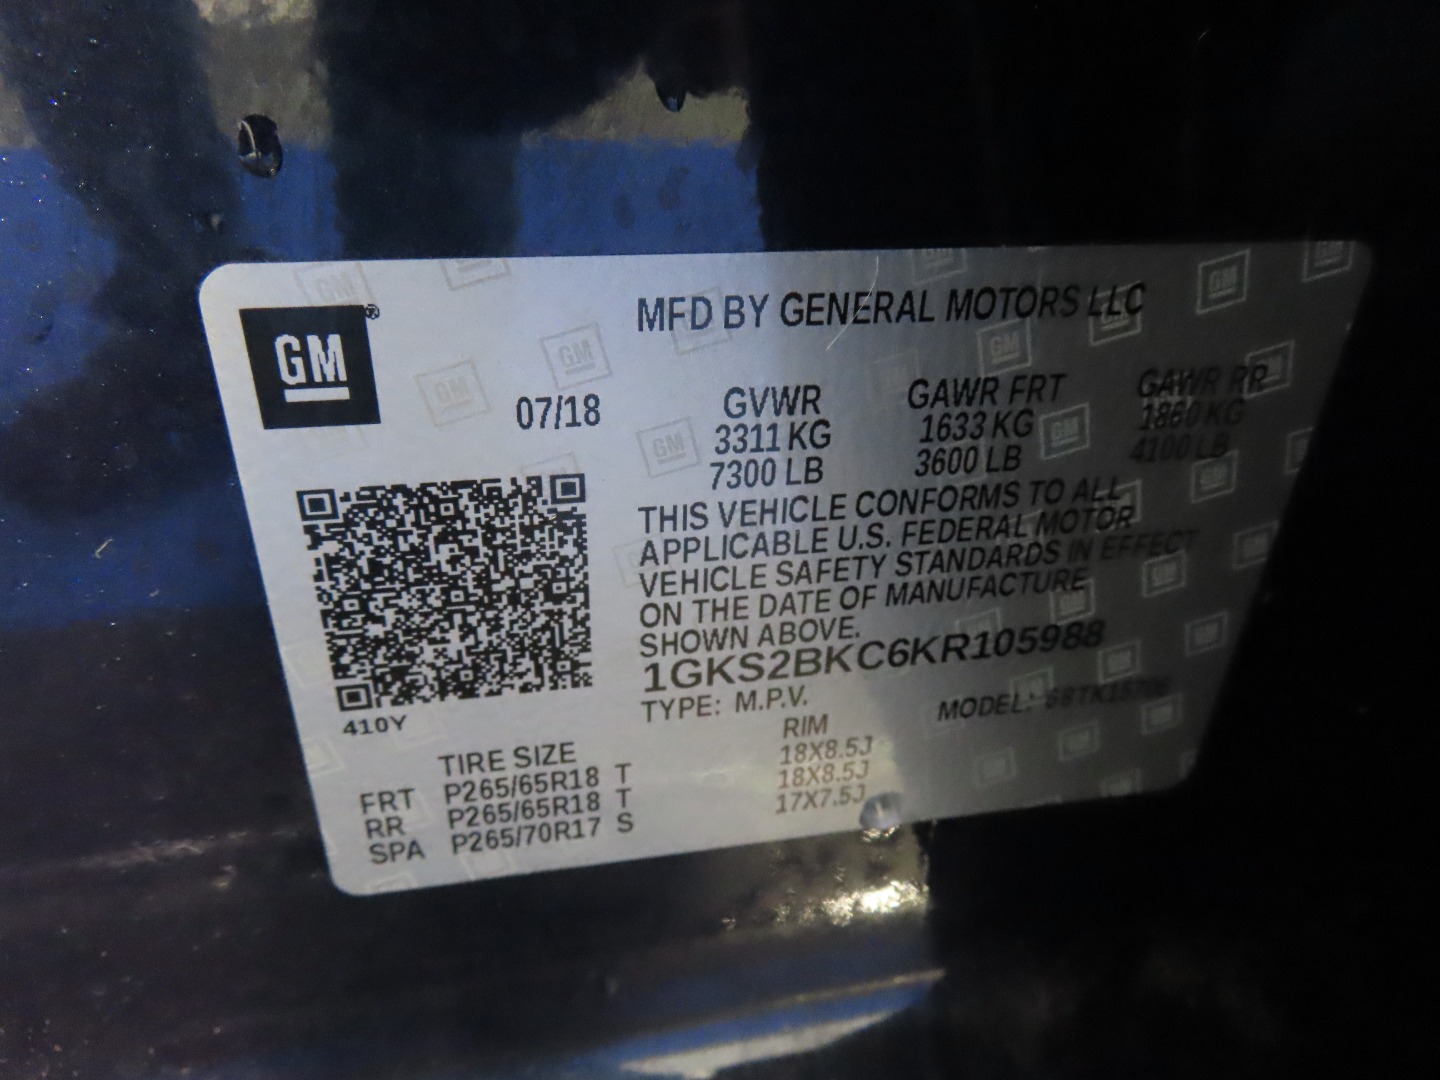 GM®
MFD BY GENERAL MOTORS LLC
07/18
GVWR GAWR FRT GAWR RR
3311 KG 1633 KG 1860 KG
7300 LB 3600 LB 4100 LB
THIS VEHICLE CONFORMS TO ALL
APPLICABLE U.S. FEDERAL MOTOR
VEHICLE SAFETY STANDARDS IN EFFECT
ON THE DATE OF MANUFACTURE
SHOWN ABOVE.
1GKS2BKC6KR105988
TYPE: M.P.V. MODEL:
410Y
TIRE SIZE RIM
FRT P265/65R18 T 18X8.5J
RR P265/65R18 T 18X8.5J
SPA P265/70R17 S 17X7.5J